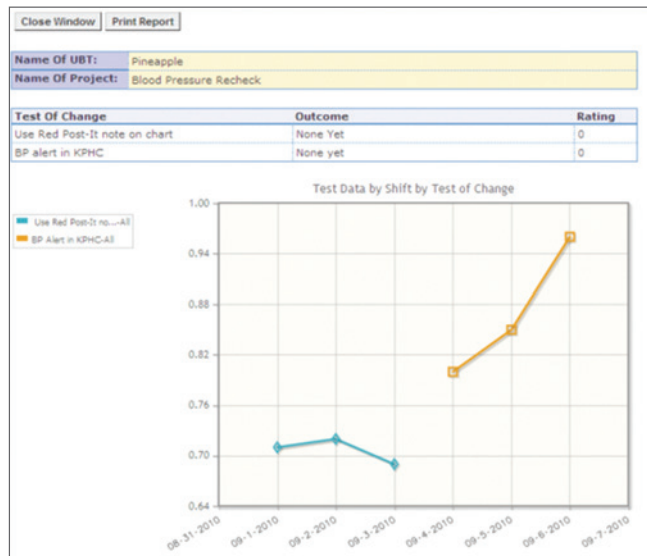 Close Window Print Report
Name Of UBT: Pineapple
Name Of Project: Blood Pressure Recheck
Test Of Change Outcome Rating
Use Red Post-It note on chart None Yet 0
BP alert in KPHC None yet 0
Test Data by Shift by Test of Change
Use Red Post-It no...-All
BP Alert in KPHC-All
1.00
0.94
0.88
0.82
0.76
0.70
0.64
08-31-2010 09-1-2010 09-2-2010 09-3-2010 09-4-2010 09-5-2010 09-6-2010 09-7-2010